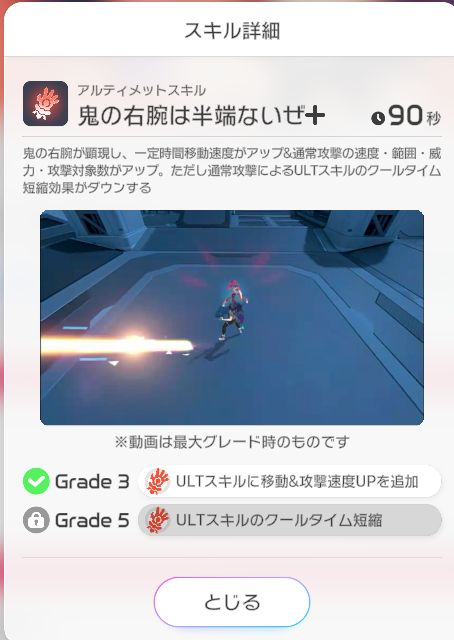 スキル詳細
アルティメットスキル
鬼の右腕は半端ないぜ+
90秒
鬼の右腕が顕現し、一定時間移動速度がアップ&通常攻撃の速度・範囲・威
力・攻撃対象数がアップ。ただし通常攻撃によるULTスキルのクールタイム
短縮効果がダウンする
※動画は最大グレード時のものです
Grade 3 ULTスキルに移動&攻撃速度UPを追加
Grade 5 ULTスキルのクールタイム短縮
とじる